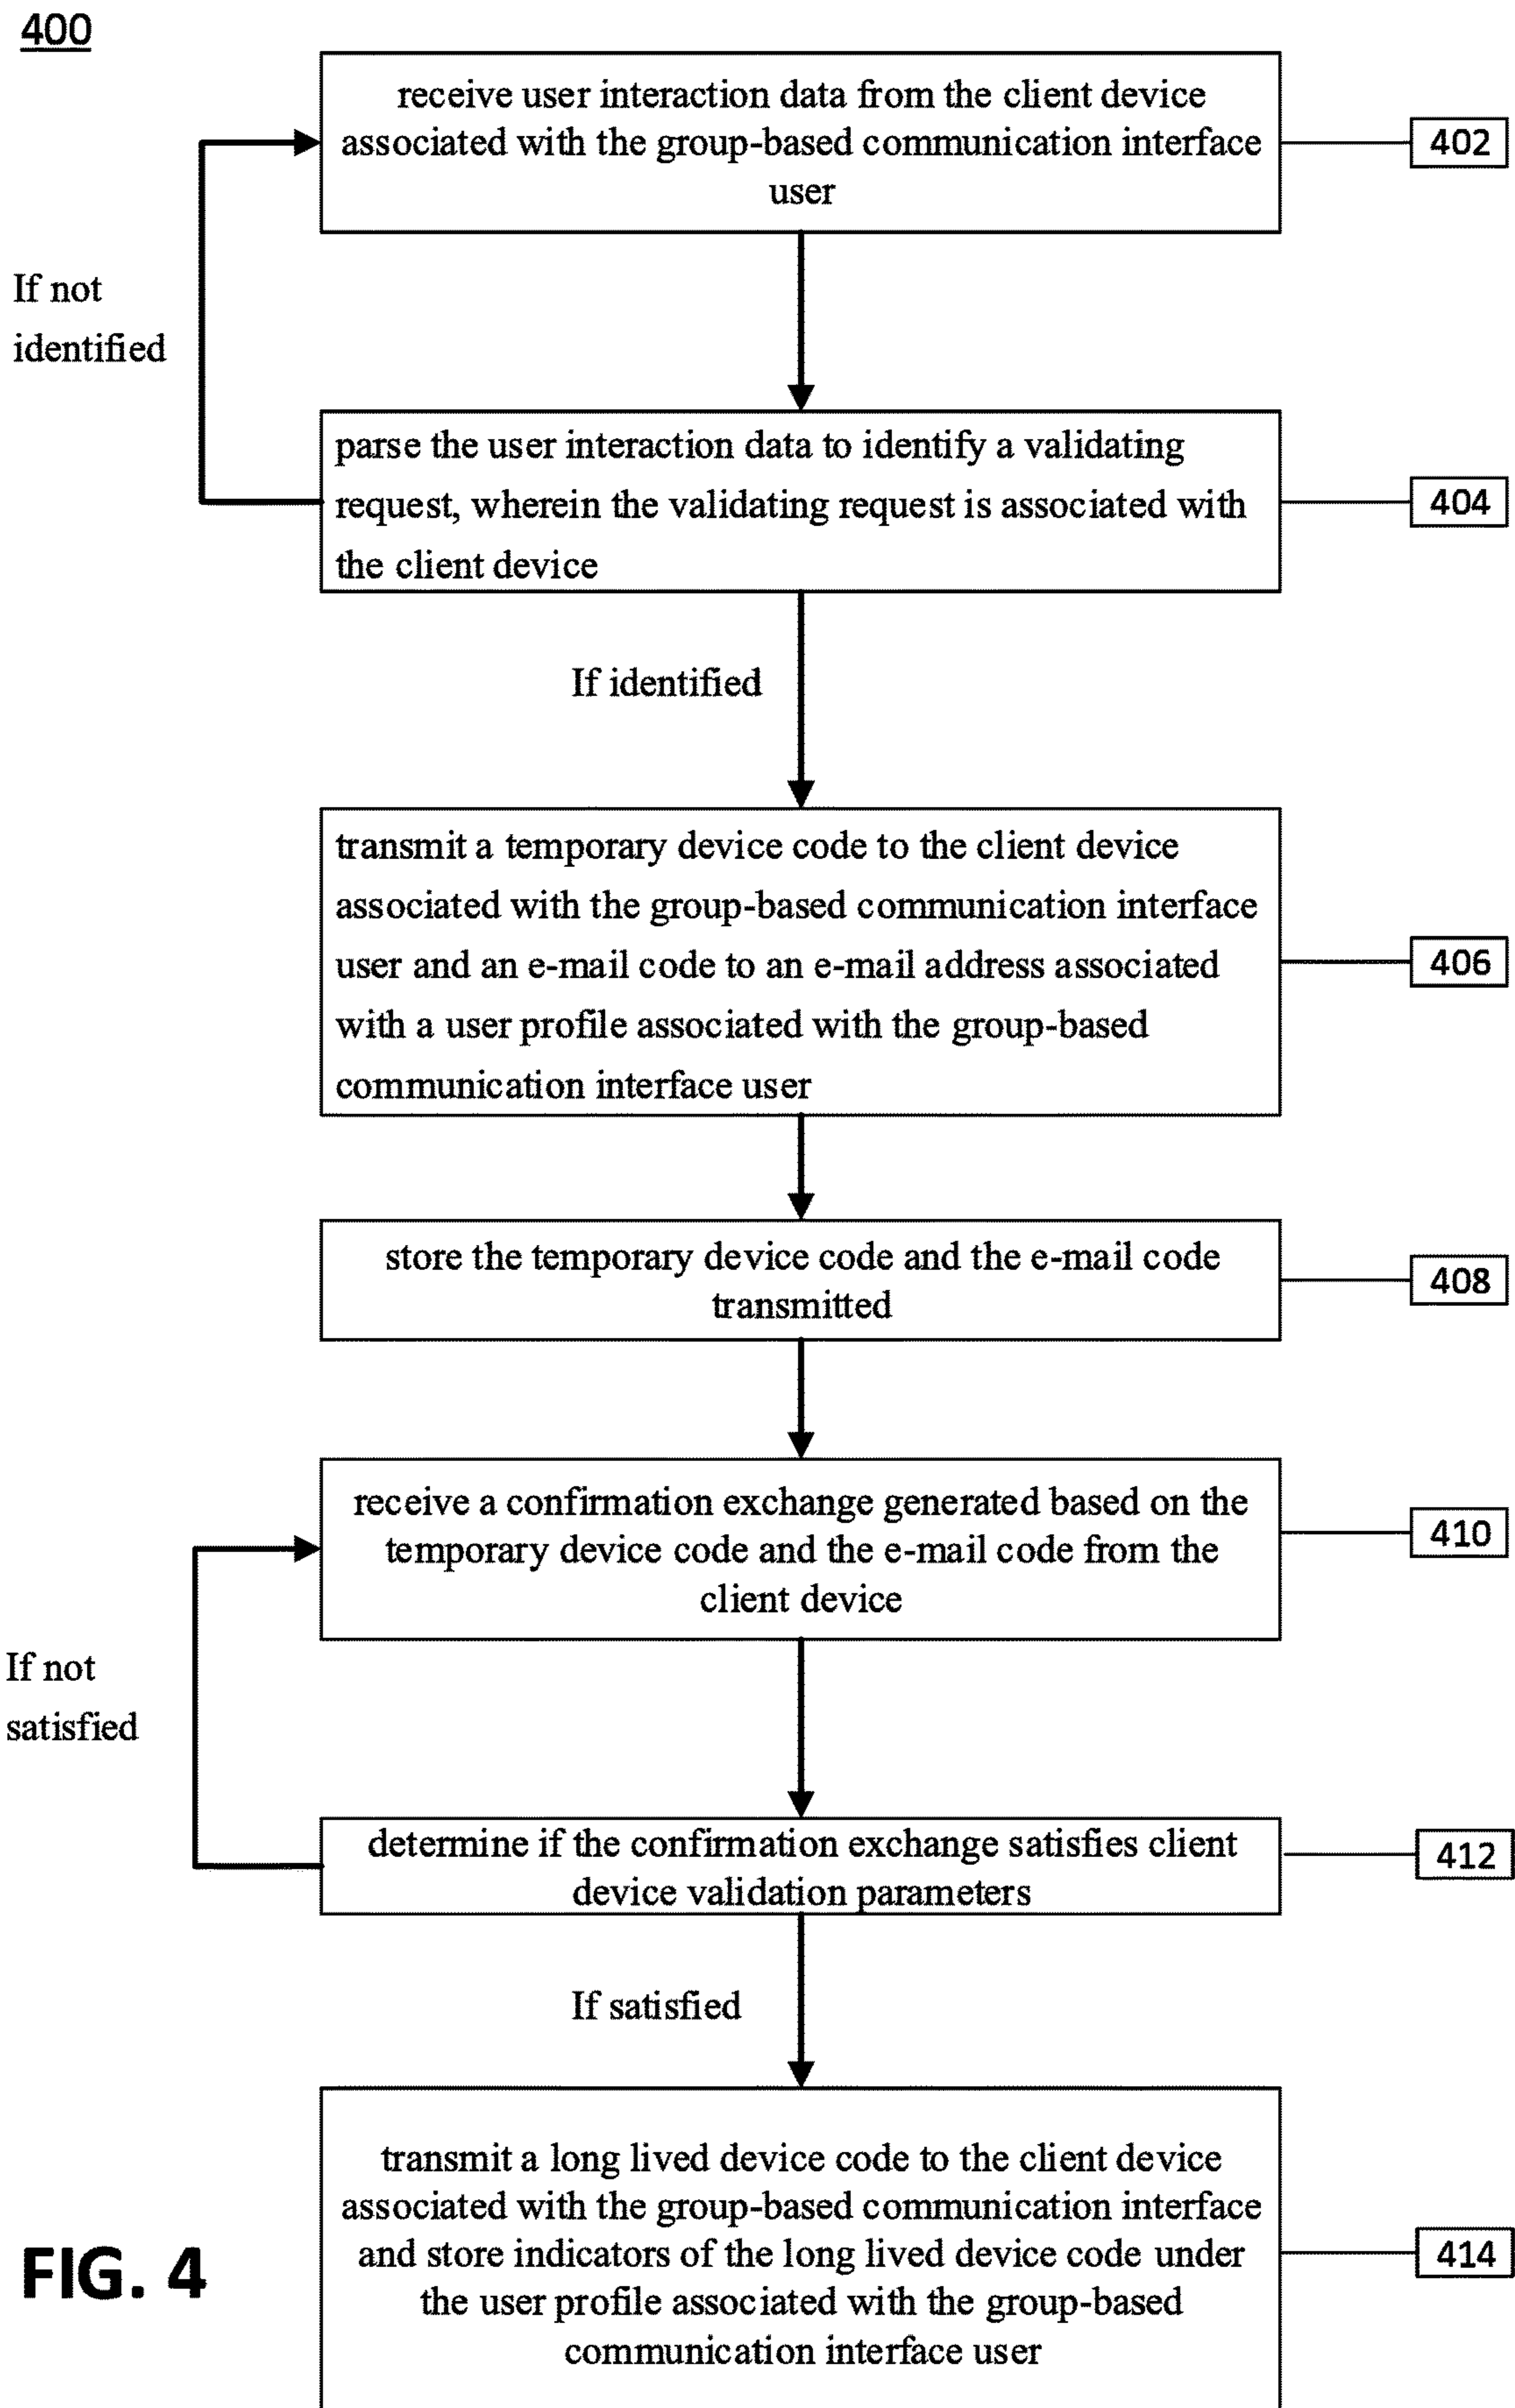 400
receive user interaction data from the client device
associated with the group-based communication interface
user
402
If not
identified
parse the user interaction data to identify a validating
request, wherein the validating request is associated with
the client device
404
If identified
transmit a temporary device code to the client device
associated with the group-based communication interface
user and an e-mail code to an e-mail address associated
with a user profile associated with the group-based
communication interface user
406
store the temporary device code and the e-mail code
transmitted
408
receive a confirmation exchange generated based on the
temporary device code and the e-mail code from the
client device
410
If not
satisfied
determine if the confirmation exchange satisfies client
device validation parameters
412
If satisfied
transmit a long lived device code to the client device
associated with the group-based communication interface
and store indicators of the long lived device code under
the user profile associated with the group-based
communication interface user
414
FIG. 4